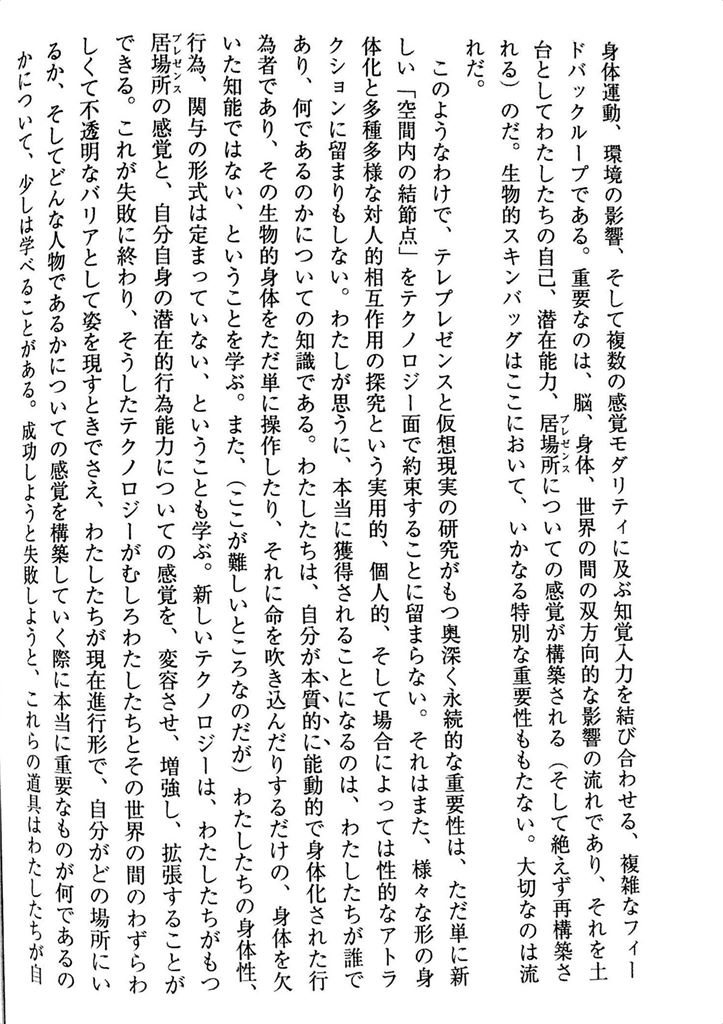 身体運動、環境の影響、そして複数の感覚モダリティに及ぶ知覚入力を結び合わせる、複雑なフィー
ドバックループである。重要なのは、脳、身体、世界の間の双方向的な影響の流れであり、それを土
台としてわたしたちの自己、潜在能力、居場所プレゼンスについての感覚が構築される（そして絶えず再構築さ
れる）のだ。生物的スキンバッグはここにおいて、いかなる特別な重要性ももたない。大切なのは流
れだ。
このようなわけで、テレプレゼンスと仮想現実の研究がもつ奥深く永続的な重要性は、ただ単に新
しい「空間内の結節点」をテクノロジー面で約束することに留まらない。それはまた、様々な形の身
体化と多種多様な対人的相互作用の探究という実用的、個人的、そして場合によっては性的なアトラ
クションに留まりもしない。わたしが思うに、本当に獲得されることになるのは、わたしたちが誰で
あり、何であるのかについての知識である。わたしたちは、自分が本質的に能動的で身体化された行
為者であり、その生物的身体をただ単に操作したり、それに命を吹き込んだりするだけの、身体を欠
いた知能ではない、ということを学ぶ。また、（ここが難しいところなのだが）わたしたちの身体性、
行為、関与の形式は定まっていない、ということも学ぶ。新しいテクノロジーは、わたしたちがもつ
居場所プレゼンスの感覚と、自分自身の潜在的行為能力についての感覚を、変容させ、増強し、拡張することが
できる。これが失敗に終わり、そうしたテクノロジーがむしろわたしたちとその世界の間のわずらわ
しくて不透明なバリアとして姿を現すときでさえ、わたしたちが現在進行形で、自分がどの場所にい
るか、そしてどんな人物であるかについての感覚を構築していく際に本当に重要なものが何であるの
かについて、少しは学べることがある。成功しようと失敗しようと、これらの道具はわたしたちが自